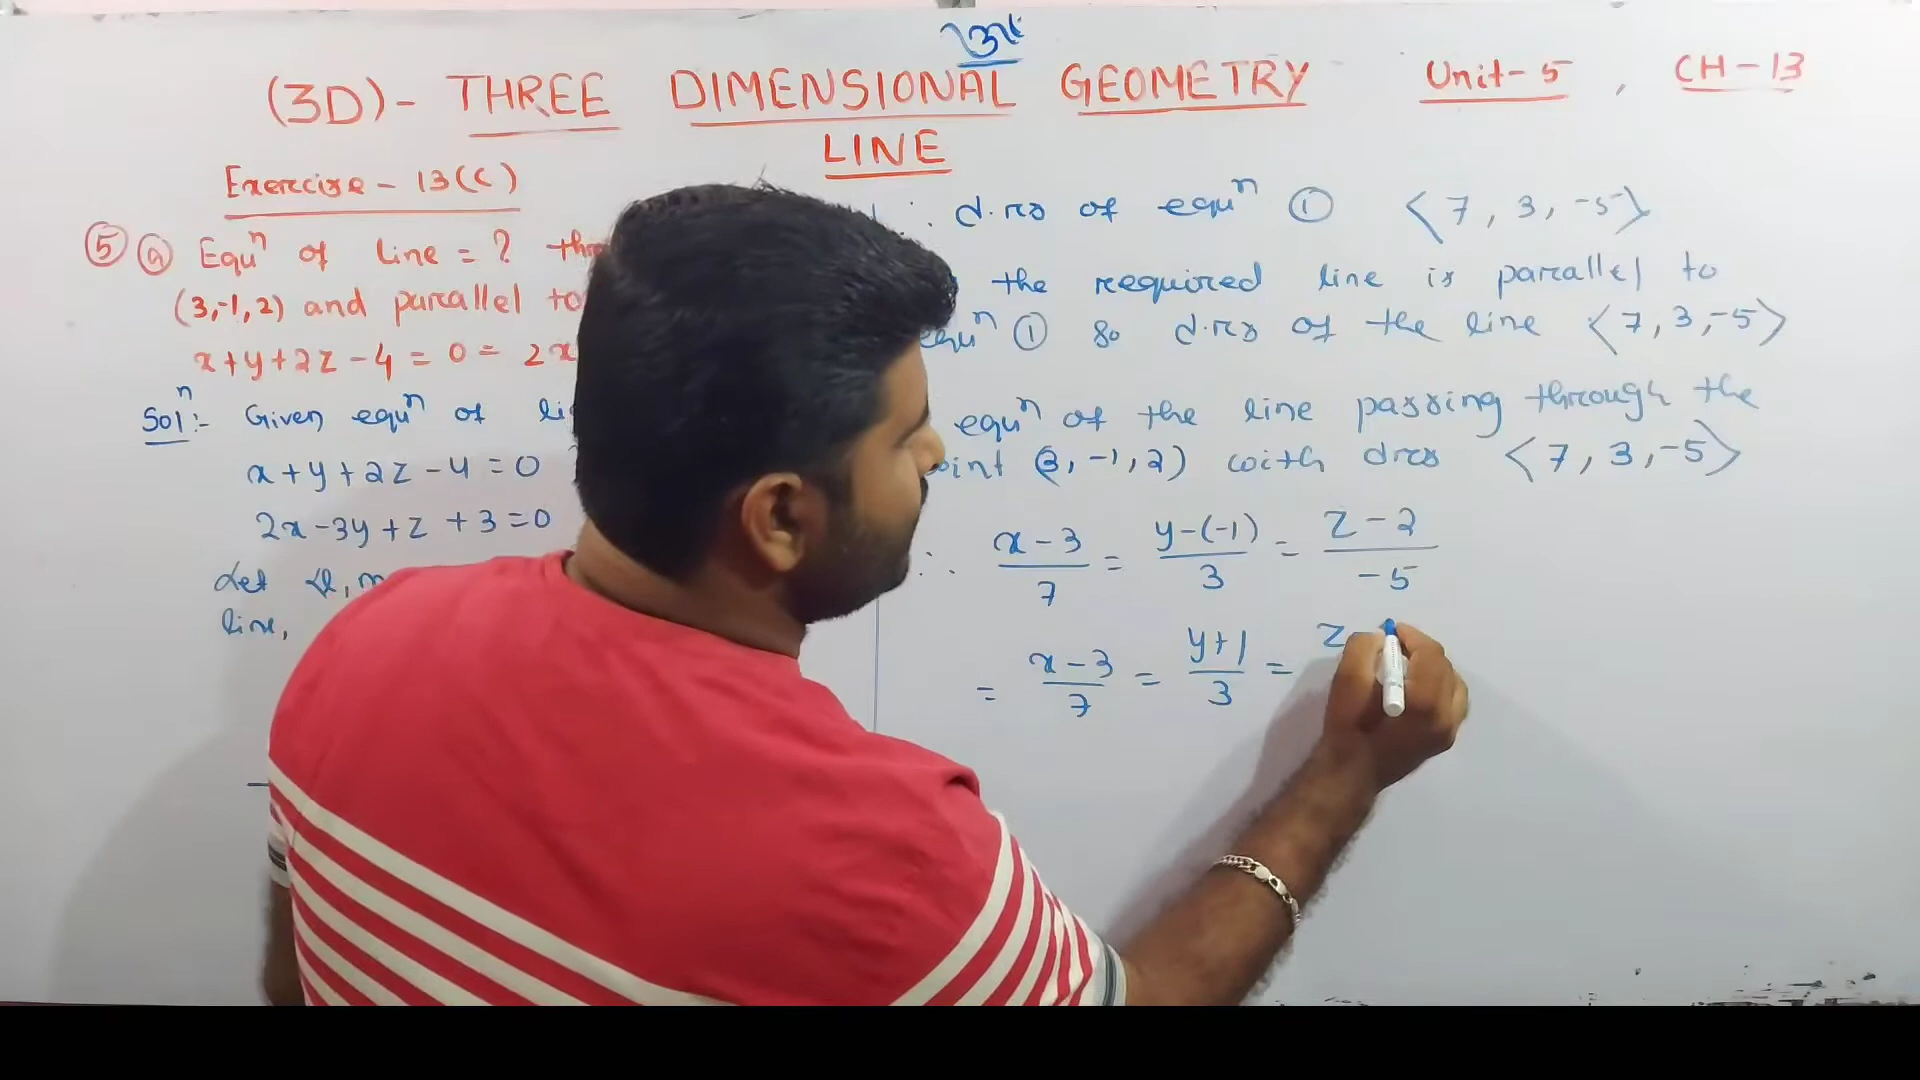 (3D)- THREE DIMENSIONAL GEOMETRY Unit-5 , CH-13
LINE
Exercise - 13(C)
⑤ ⓐ Equⁿ of line = ?
(3,-1,2) and parallel to
x+y+2z-4=0= 2x
Solⁿ:- Given equⁿ of
x+y+2z-4=0
2x-3y+z+3=0
Let
line,
∴ d.rs of equⁿ ① <7, 3, -5>
the required line is parallel to
equⁿ ① so d.rs of the line <7,3,-5>
equⁿ of the line passing through the
(3,-1,2) with drs <7,3,-5>
∴ x-3/7 = y-(-1)/3 = z-2/-5
= x-3/7 = y+1/3 = z-